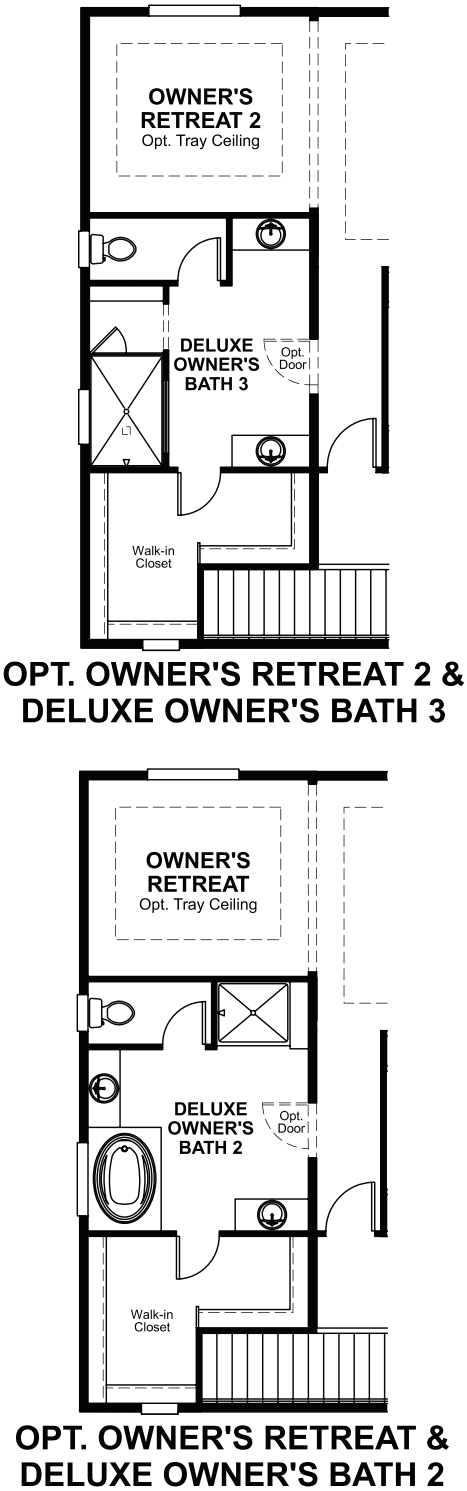 OWNER'S
RETREAT 2
Opt. Tray Ceiling
DELUXE
OWNER'S
BATH 3
Opt.
Door
Walk-in
Closet
OPT. OWNER'S RETREAT 2 &
DELUXE OWNER'S BATH 3
OWNER'S
RETREAT
Opt. Tray Ceiling
DELUXE
OWNER'S
BATH 2
Opt.
Door
Walk-in
Closet
OPT. OWNER'S RETREAT &
DELUXE OWNER'S BATH 2